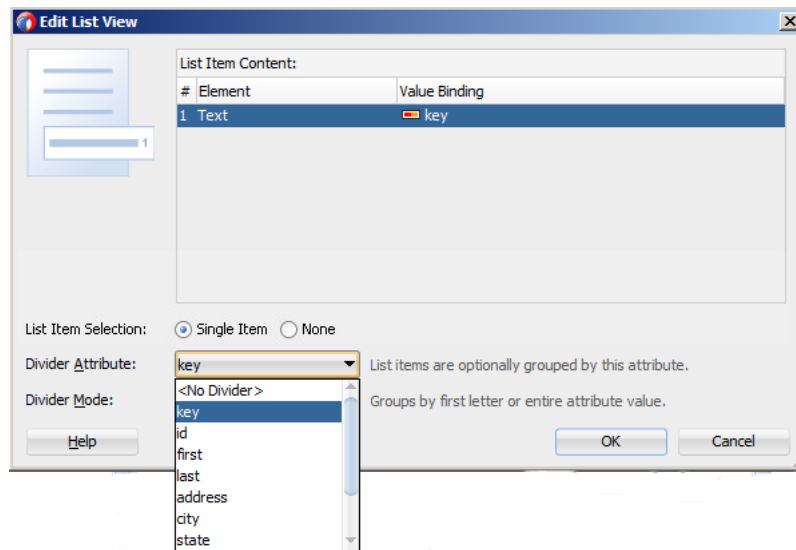 Edit List View
List Item Content:
# Element Value Binding
1 Text key
1
List Item Selection: Single Item None
Divider Attribute: key List items are optionally grouped by this attribute.
<No Divider>
Divider Mode: Groups by first letter or entire attribute value.
key
id
Help OK Cancel
first
last
address
city
state